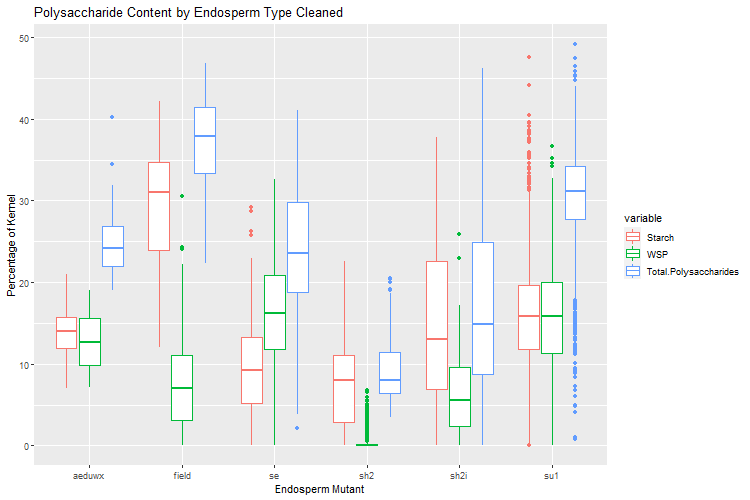 Polysaccharide Content by Endosperm Type Cleaned
Percentage of Kernel
50
40
30
20
10
0
aeduwx
field
se
sh2
sh2i
su1
Endosperm Mutant
variable
Starch
WSP
Total.Polysaccharides